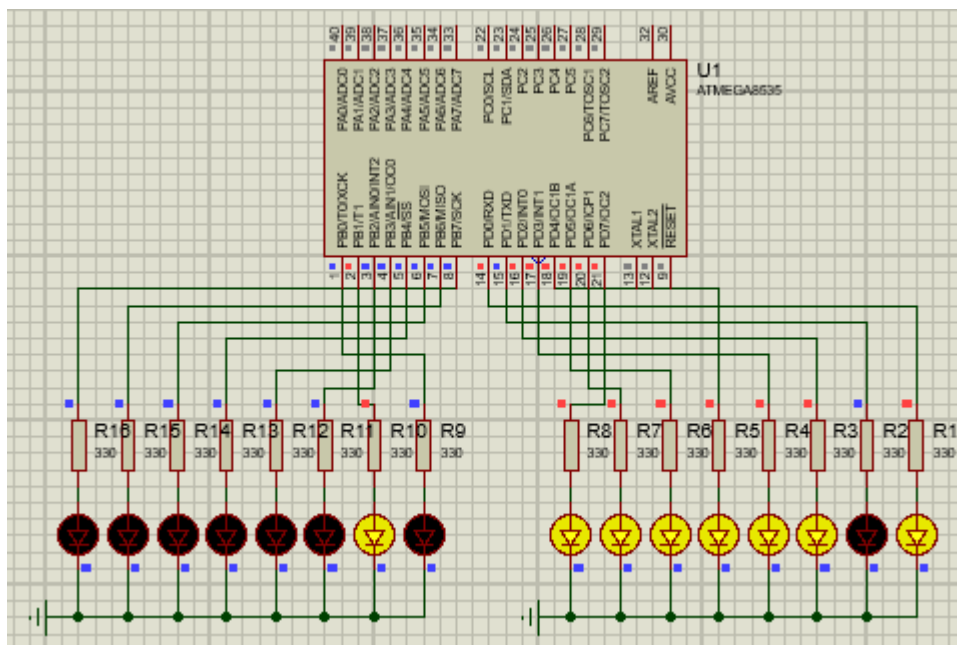 40 39 38 37 36 35 34 33 22 23 24 25 26 27 28 29 32 30
U1
ATMEGA8535
PA0/ADC0
PA1/ADC1
PA2/ADC2
PA3/ADC3
PA4/ADC4
PA5/ADC5
PA6/ADC6
PA7/ADC7
PC0/SCL
PC1/SDA
PC2
PC3
PC4
PC5
PC6/TOSC1
PC7/TOSC2
AREF
AVCC
PB0/T0/XCK
PB1/T1
PB2/AIN0/INT2
PB3/AIN1/OC0
PB4/SS
PB5/MOSI
PB6/MISO
PB7/SCK
PD0/RXD
PD1/TXD
PD2/INT0
PD3/INT1
PD4/OC1B
PD5/OC1A
PD6/ICP1
PD7/OC2
XTAL1
XTAL2
RESET
1 2 3 4 5 6 7 8 14 15 16 17 18 19 20 21 13 12 9
R16 R15 R14 R13 R12 R11 R10 R9 R8 R7 R6 R5 R4 R3 R2 R1
330 330 330 330 330 330 330 330 330 330 330 330 330 330 330 330